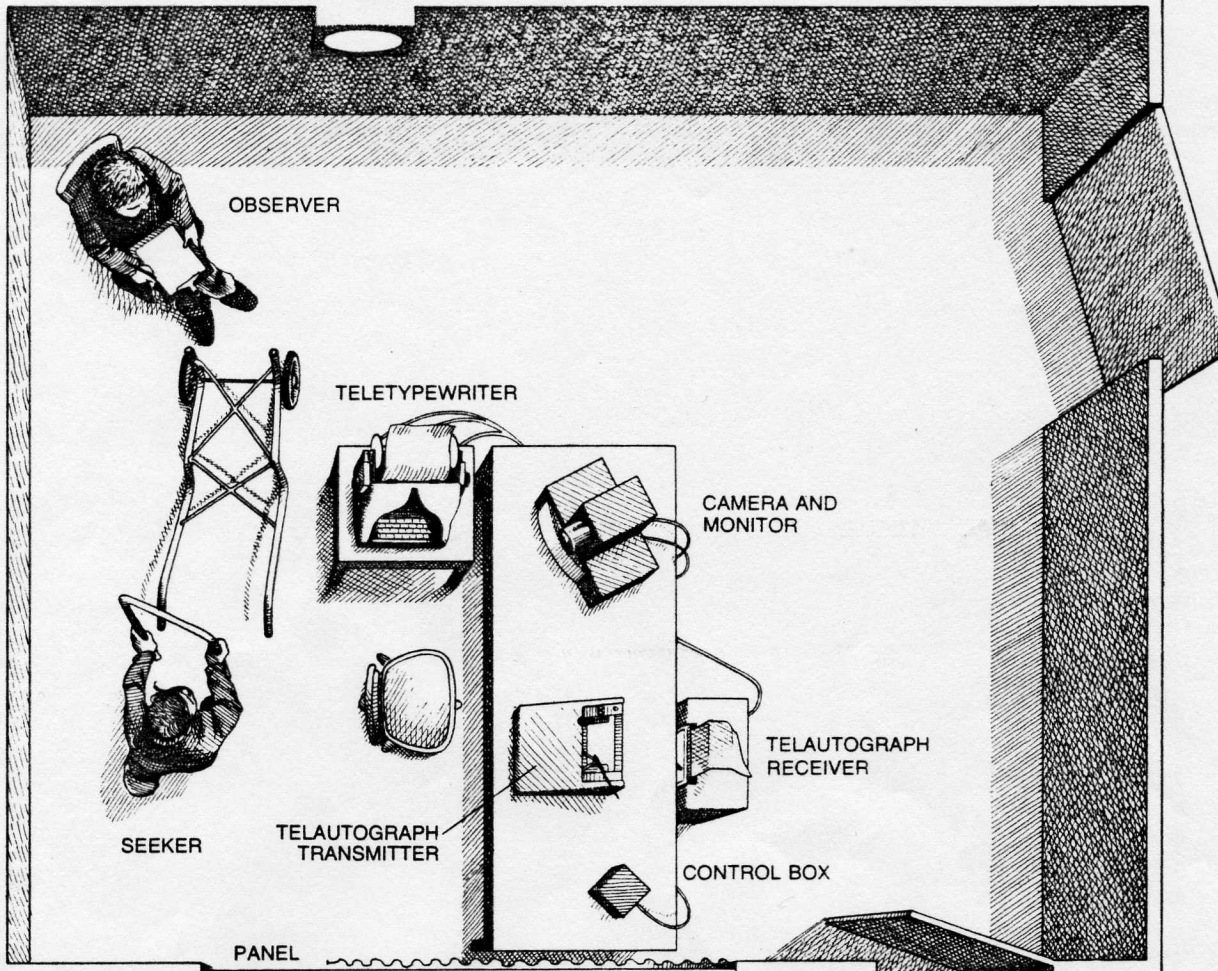 OBSERVER
TELETYPEWRITER
CAMERA AND
MONITOR
TELAUTOGRAPH
RECEIVER
TELAUTOGRAPH
TRANSMITTER
SEEKER
CONTROL BOX
PANEL